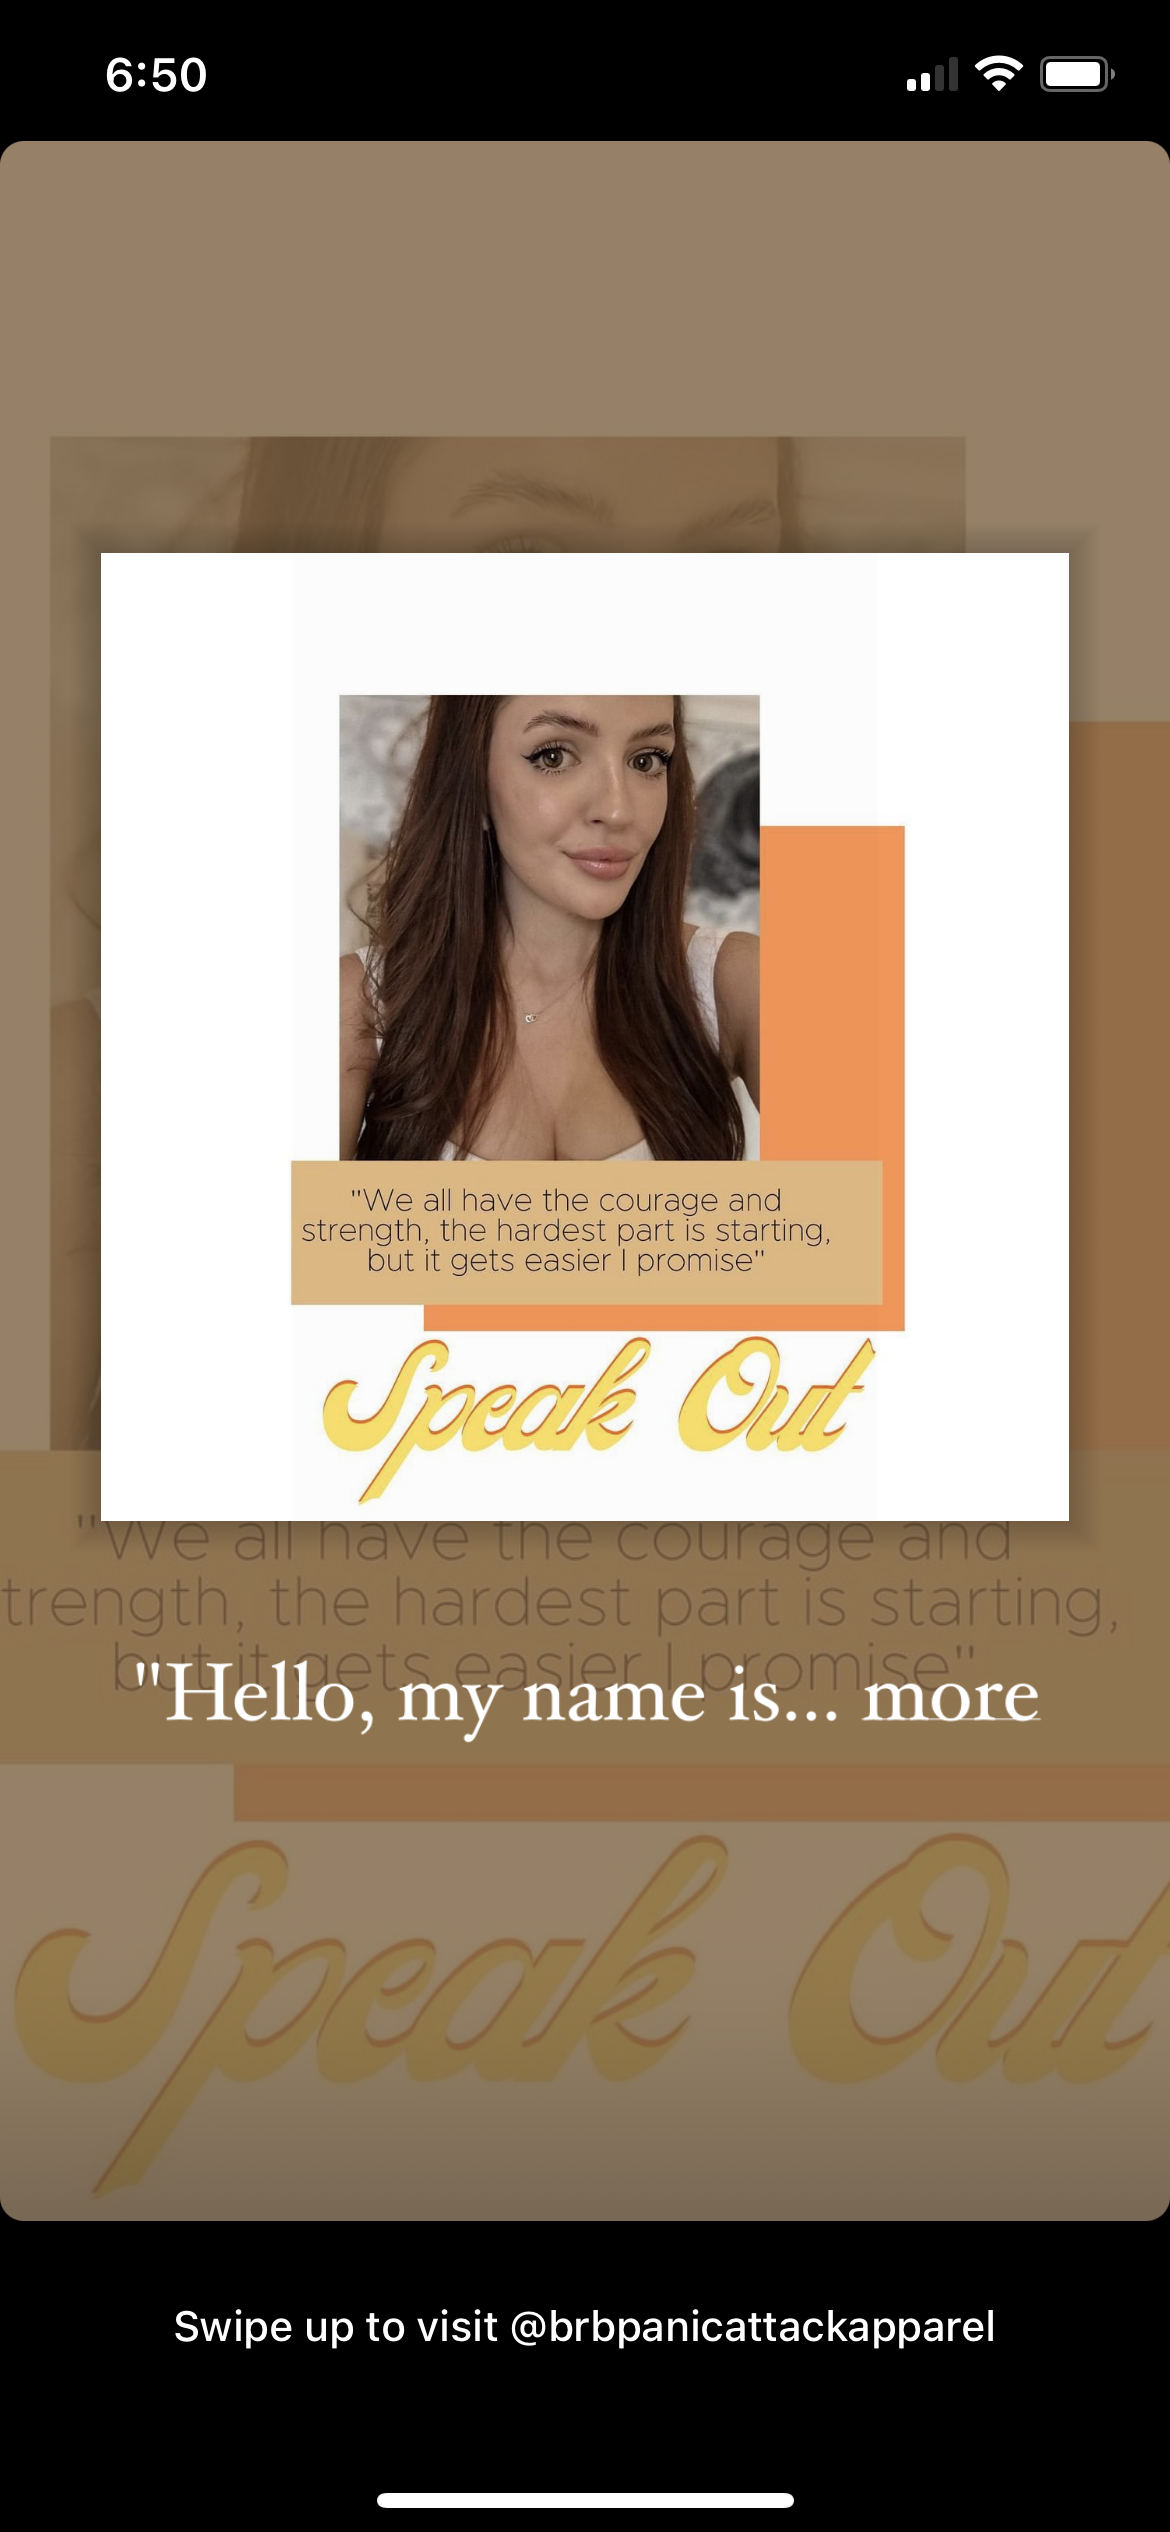 6:50
"We all have the courage and
strength, the hardest part is starting,
but it gets easier I promise"
Speak Out
"We all have the courage and
trength, the hardest part is starting,
but it gets easier I promise"
"Hello, my name is... more
Speak Out
Swipe up to visit @brbpanicattackapparel